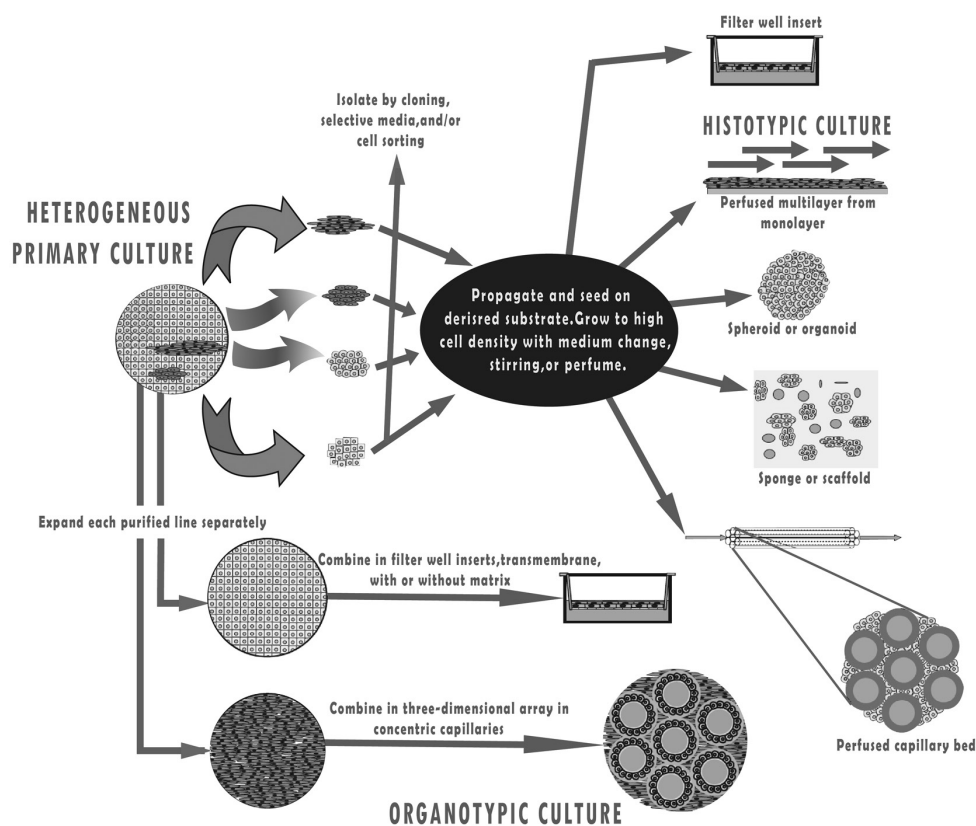 Filter well insert
Isolate by cloning,
selective media,and/or
cell sorting
HISTOTYPIC CULTURE
Perfused multilayer from
monolayer
HETEROGENEOUS
PRIMARY CULTURE
Propagate and seed on
derisred substrate.Grow to high
cell density with medium change,
stirring,or perfume.
Spheroid or organoid
Sponge or scaffold
Expand each purified line separately
Combine in filter well inserts,transmembrane,
with or without matrix
Combine in three-dimensional array in
concentric capillaries
Perfused capillary bed
ORGANOTYPIC CULTURE